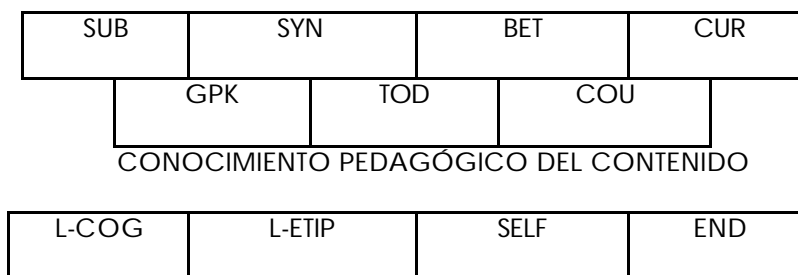 SUB SYN BET CUR
GPK TOD COU
CONOCIMIENTO PEDAGÓGICO DEL CONTENIDO
L-COG L-ETIP SELF END